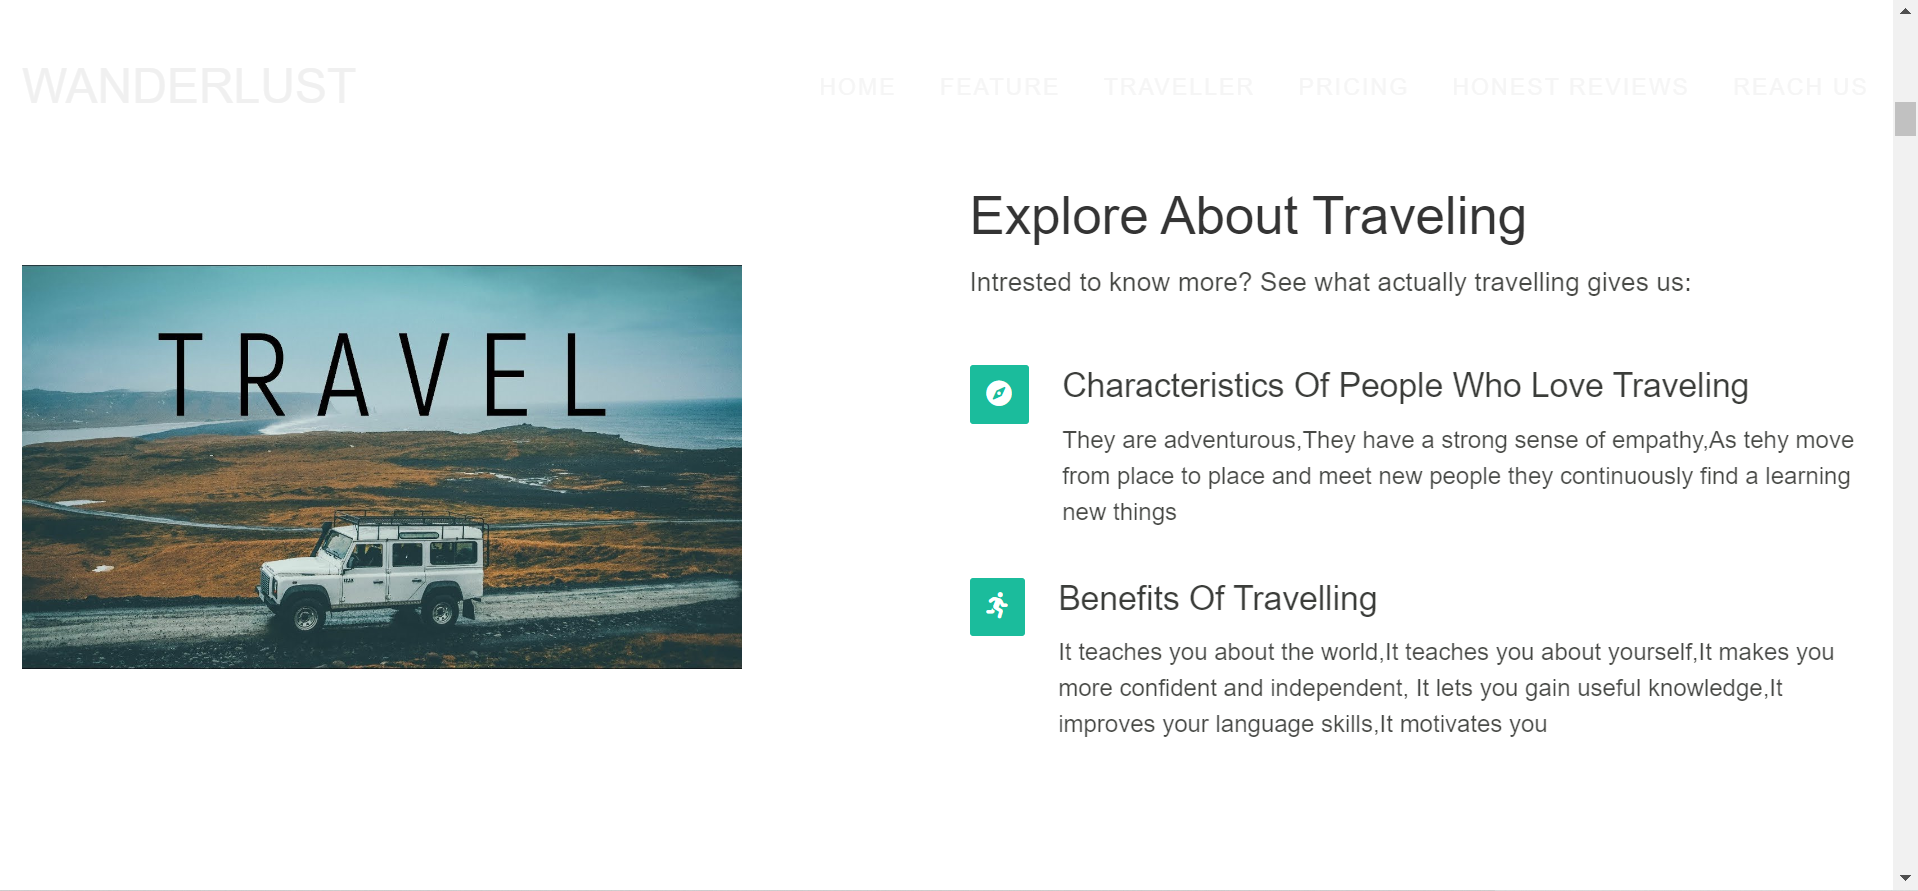 WANDERLUST
HOME FEATURE TRAVELLER PRICING HONEST REVIEWS REACH US
TRAVEL
Explore About Traveling
Intrested to know more? See what actually travelling gives us:
Characteristics Of People Who Love Traveling
They are adventurous,They have a strong sense of empathy,As tehy move
from place to place and meet new people they continuously find a learning
new things
Benefits Of Travelling
It teaches you about the world,It teaches you about yourself,It makes you
more confident and independent, It lets you gain useful knowledge,It
improves your language skills,It motivates you